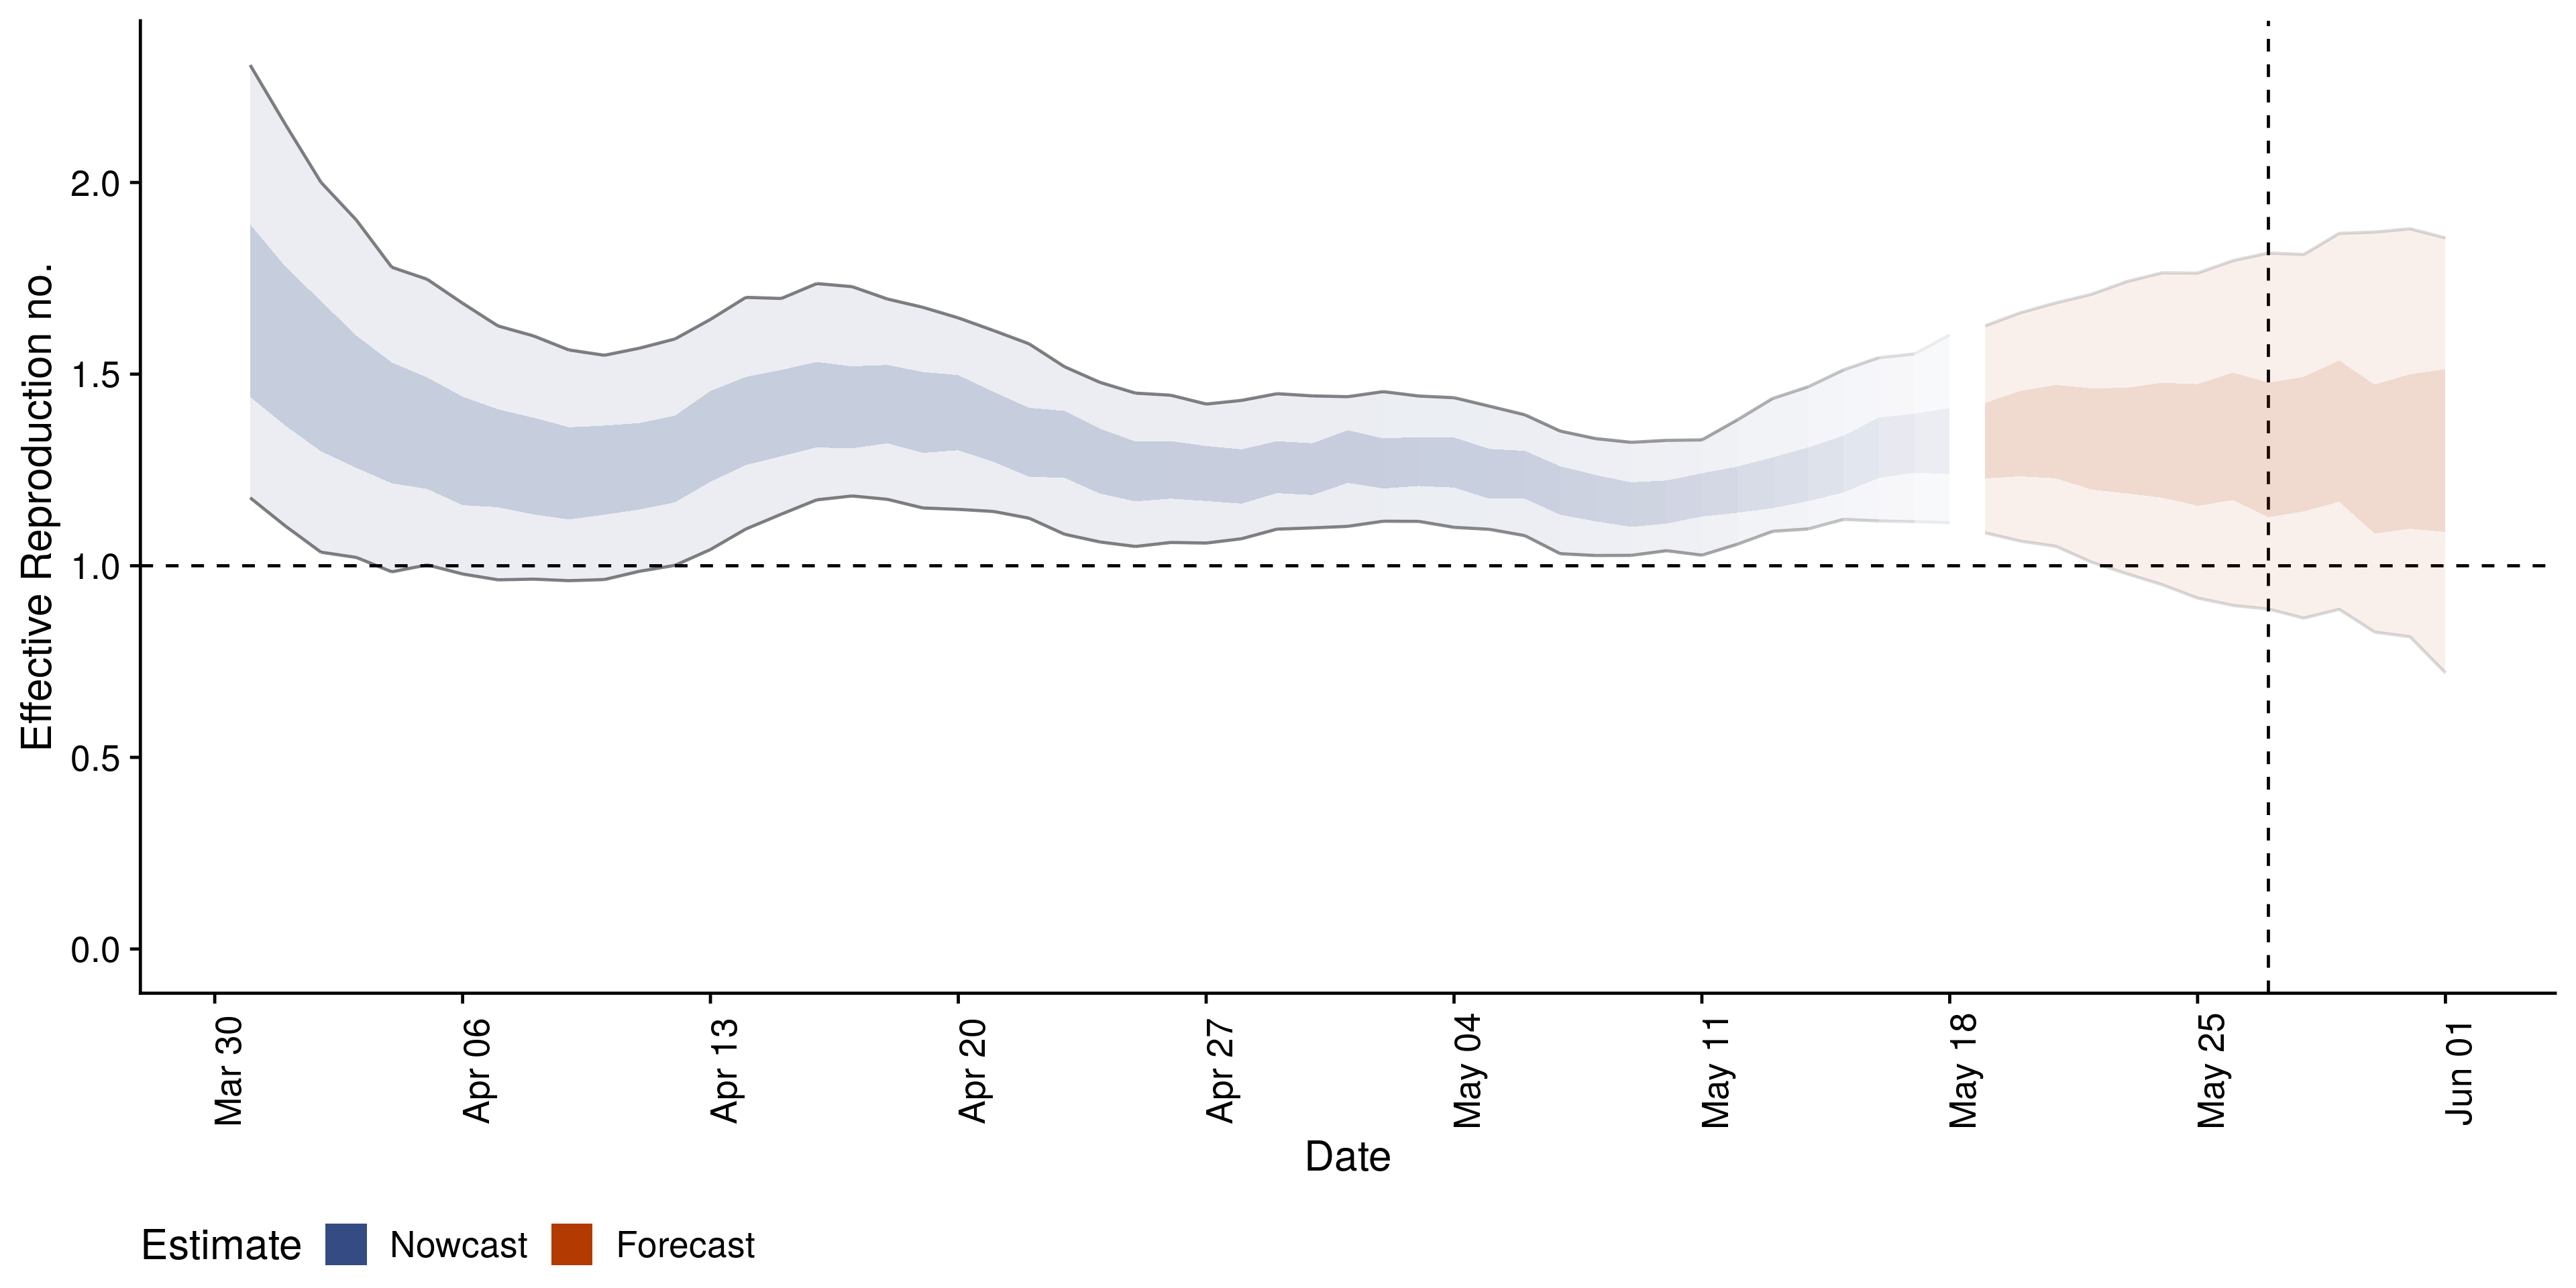 Effective Reproduction no.
2.0
1.5
1.0
0.5
0.0
Mar 30
Apr 06
Apr 13
Apr 20
Apr 27
May 04
May 11
May 18
May 25
Jun 01
Date
Estimate Nowcast Forecast